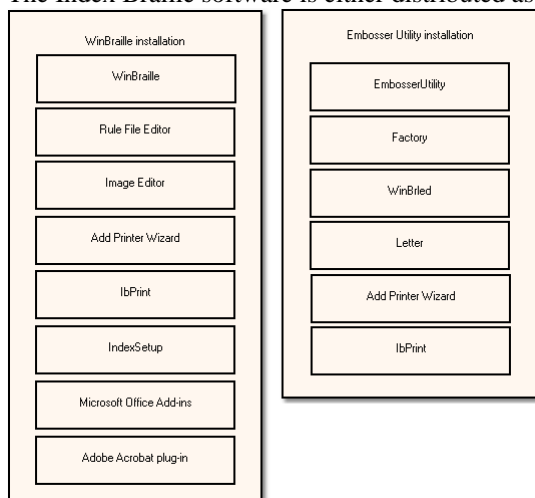 The Index Braille software is either distributed as
WinBraille installation
WinBraille
Rule File Editor
Image Editor
Add Printer Wizard
IbPrint
IndexSetup
Microsoft Office Add-ins
Adobe Acrobat plug-in
Embosser Utility installation
EmbosserUtility
Factory
WinBrled
Letter
Add Printer Wizard
IbPrint